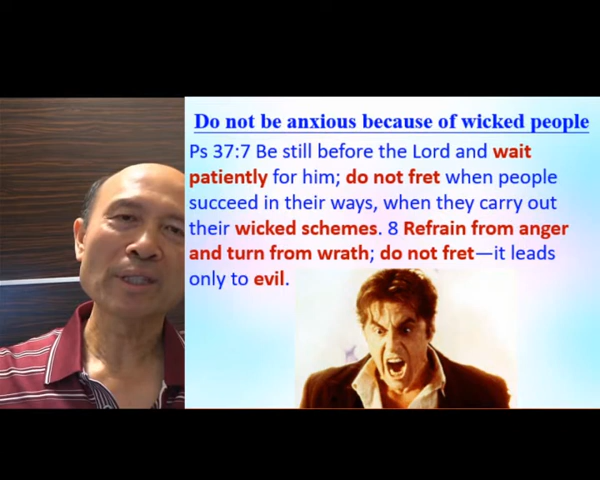 Do not be anxious because of wicked people
Ps 37:7 Be still before the Lord and wait
patiently for him; do not fret when people
succeed in their ways, when they carry out
their wicked schemes. 8 Refrain from anger
and turn from wrath; do not fret—it leads
only to evil.